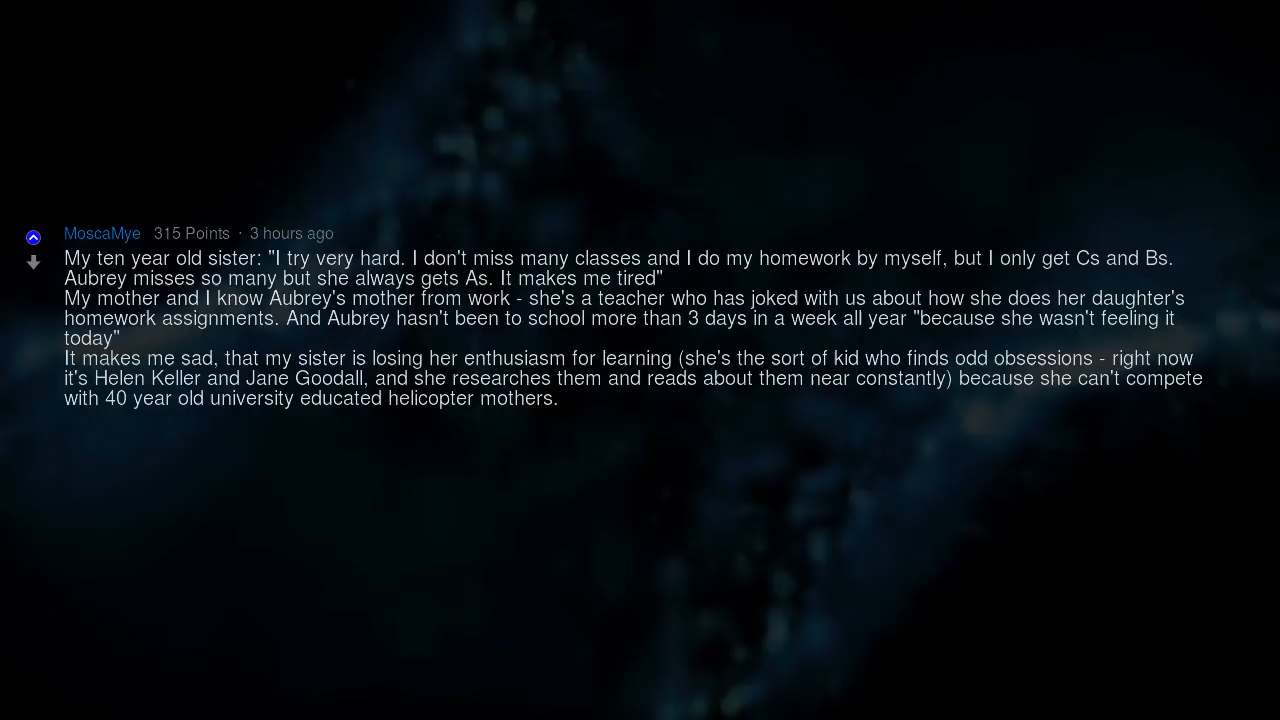 MoscaMye 315 Points · 3 hours ago
My ten year old sister: "I try very hard. I don't miss many classes and I do my homework by myself, but I only get Cs and Bs.
Aubrey misses so many but she always gets As. It makes me tired"
My mother and I know Aubrey's mother from work - she's a teacher who has joked with us about how she does her daughter's
homework assignments. And Aubrey hasn't been to school more than 3 days in a week all year "because she wasn't feeling it
today"
It makes me sad, that my sister is losing her enthusiasm for learning (she's the sort of kid who finds odd obsessions - right now
it's Helen Keller and Jane Goodall, and she researches them and reads about them near constantly) because she can't compete
with 40 year old university educated helicopter mothers.